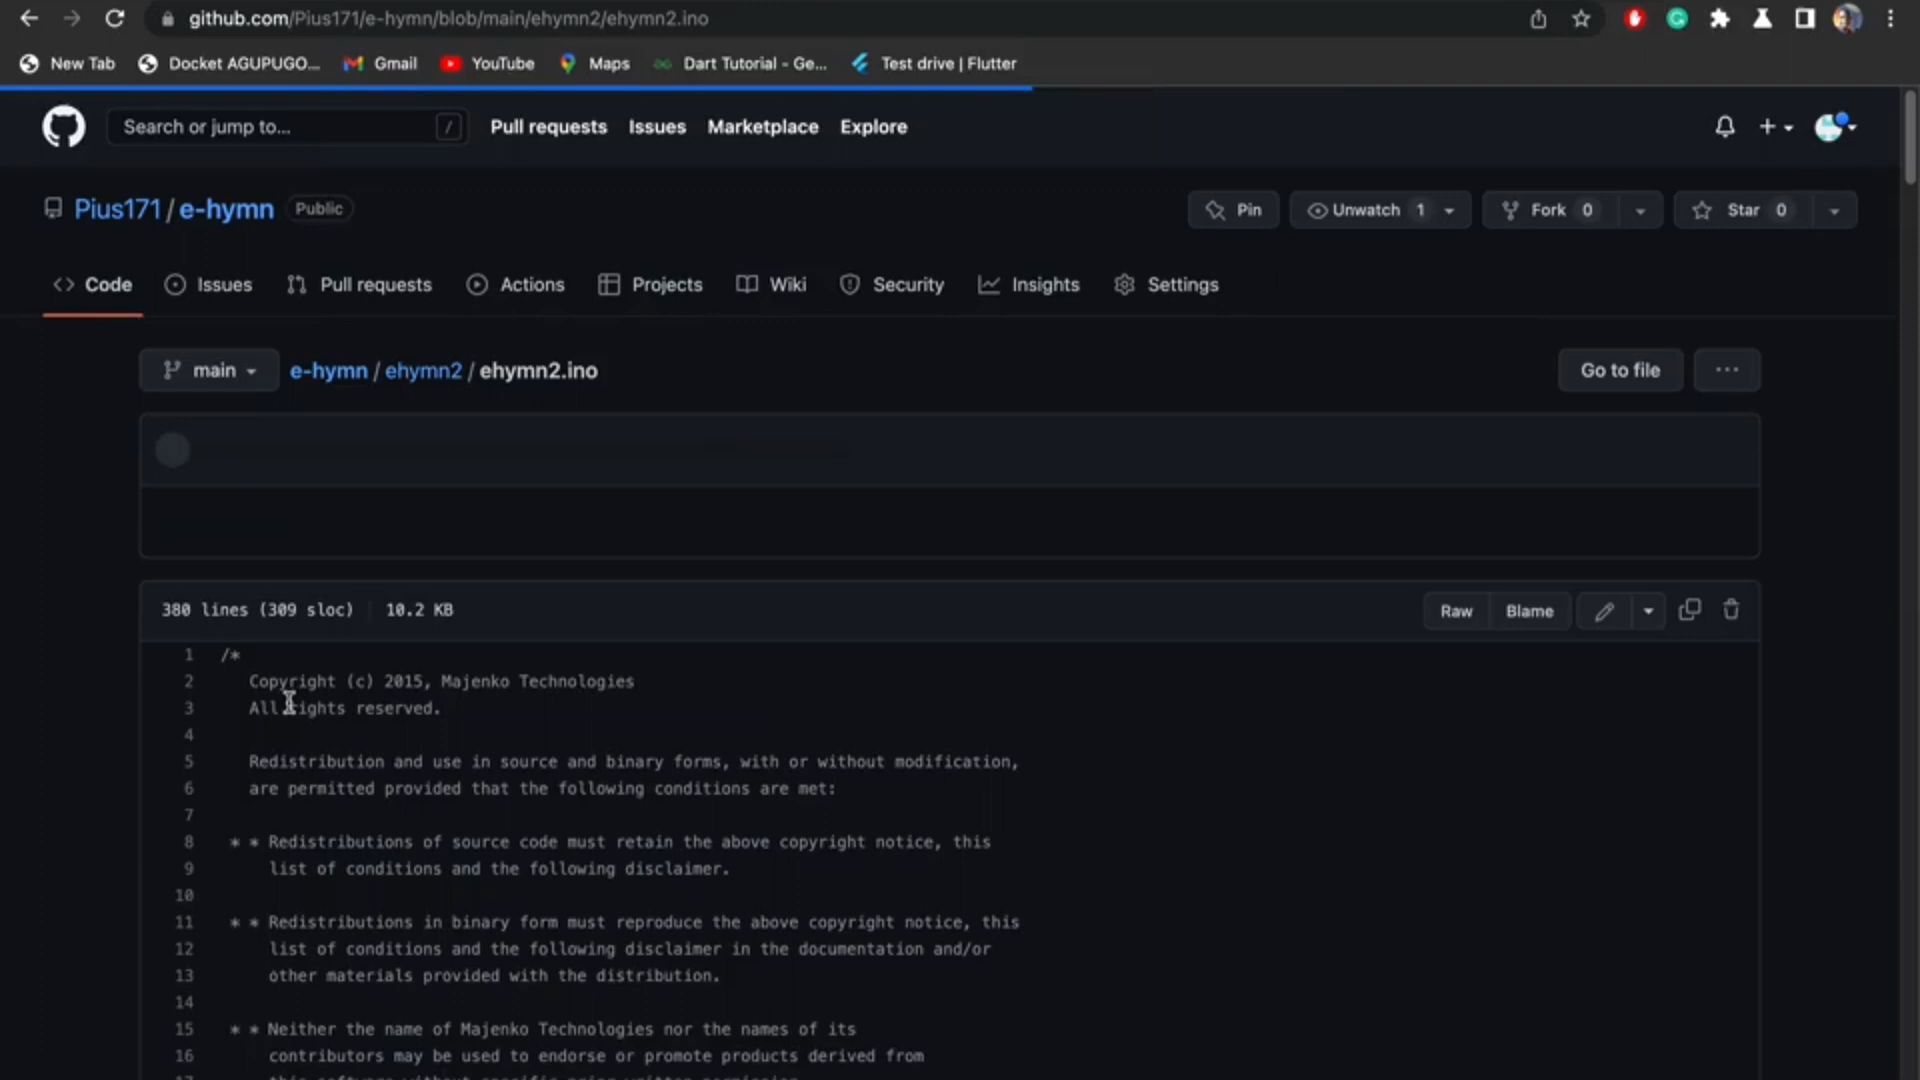 github.com/Pius171/e-hymn/blob/main/ehymn2/ehymn2.ino
New Tab Docket AGUPUGO... Gmail YouTube Maps Dart Tutorial - Ge... Test drive | Flutter
Search or jump to... / Pull requests Issues Marketplace Explore
Pius171 / e-hymn Public Pin Unwatch 1 Fork 0 Star 0
Code Issues Pull requests Actions Projects Wiki Security Insights Settings
main e-hymn / ehymn2 / ehymn2.ino Go to file ...
380 lines (309 sloc) 10.2 KB Raw Blame
1 /*
2 Copyright (c) 2015, Majenko Technologies
3 All rights reserved.
4
5 Redistribution and use in source and binary forms, with or without modification,
6 are permitted provided that the following conditions are met:
7
8 * * Redistributions of source code must retain the above copyright notice, this
9 list of conditions and the following disclaimer.
10
11 * * Redistributions in binary form must reproduce the above copyright notice, this
12 list of conditions and the following disclaimer in the documentation and/or
13 other materials provided with the distribution.
14
15 * * Neither the name of Majenko Technologies nor the names of its
16 contributors may be used to endorse or promote products derived from
17 this software without specific prior written permission.